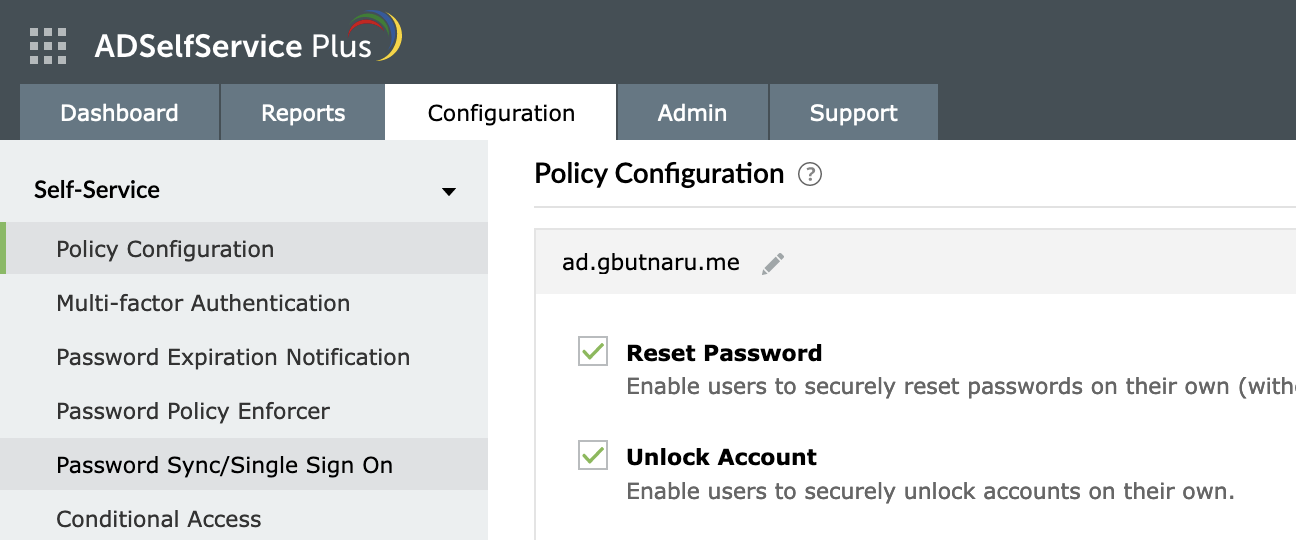 ADSelfService Plus
Dashboard Reports Configuration Admin Support
Self-Service
Policy Configuration
Multi-factor Authentication
Password Expiration Notification
Password Policy Enforcer
Password Sync/Single Sign On
Conditional Access
Policy Configuration ?
ad.gbutnaru.me
Reset Password
Enable users to securely reset passwords on their own (with
Unlock Account
Enable users to securely unlock accounts on their own.